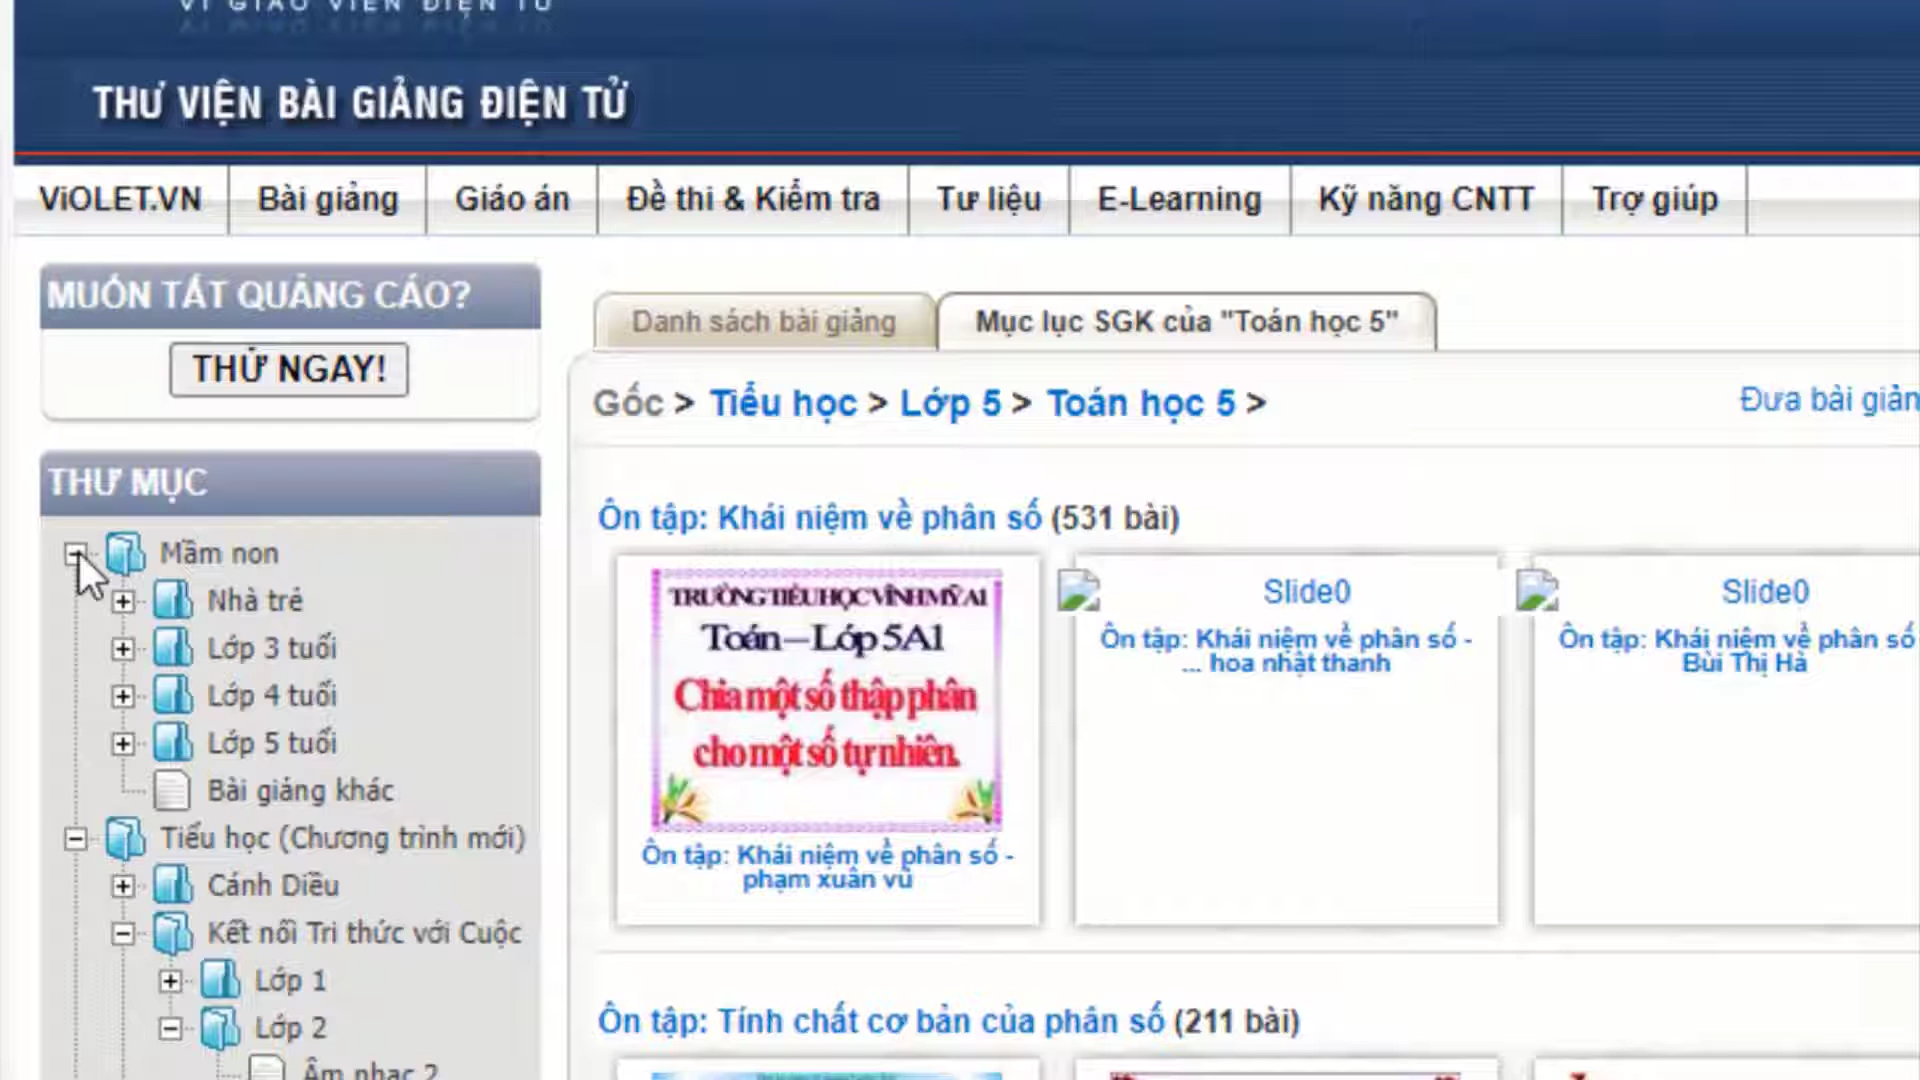 VÌ GIÁO VIÊN ĐIỆN TỬ
THƯ VIỆN BÀI GIẢNG ĐIỆN TỬ
ViOLET.VN Bài giảng Giáo án Đề thi & Kiểm tra Tư liệu E-Learning Kỹ năng CNTT Trợ giúp
MUỐN TẮT QUẢNG CÁO?
THỬ NGAY!
Danh sách bài giảng Mục lục SGK của "Toán học 5"
Gốc > Tiểu học > Lớp 5 > Toán học 5 >
Đưa bài giản
THƯ MỤC
Mầm non
Nhà trẻ
Lớp 3 tuổi
Lớp 4 tuổi
Lớp 5 tuổi
Bài giảng khác
Tiểu học (Chương trình mới)
Cánh Diều
Kết nối Tri thức với Cuộc
Lớp 1
Lớp 2
Âm nhạc 2
Ôn tập: Khái niệm về phân số (531 bài)
TRƯỜNG TIỂU HỌC VĨNH MỸ A1
Toán – Lớp 5A1
Chia một số thập phân
cho một số tự nhiên.
Ôn tập: Khái niệm về phân số -
phạm xuân vũ
Slide0
Ôn tập: Khái niệm về phân số -
... hoa nhật thanh
Slide0
Ôn tập: Khái niệm về phân số
Bùi Thị Hà
Ôn tập: Tính chất cơ bản của phân số (211 bài)